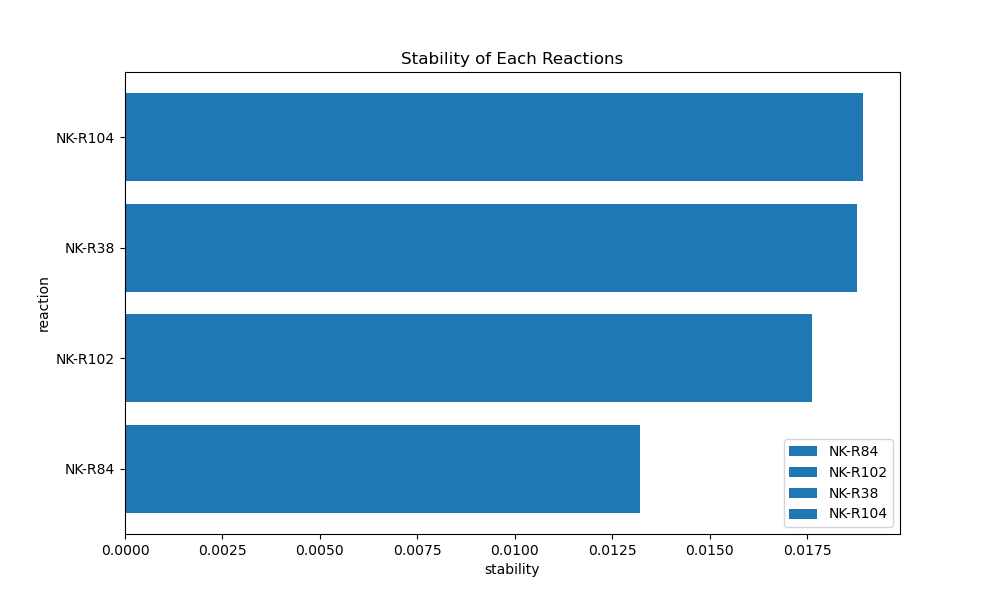 Stability of Each Reactions
NK-R104
NK-R38
NK-R102
NK-R84
reaction
0.0000 0.0025 0.0050 0.0075 0.0100 0.0125 0.0150 0.0175
stability
NK-R84
NK-R102
NK-R38
NK-R104